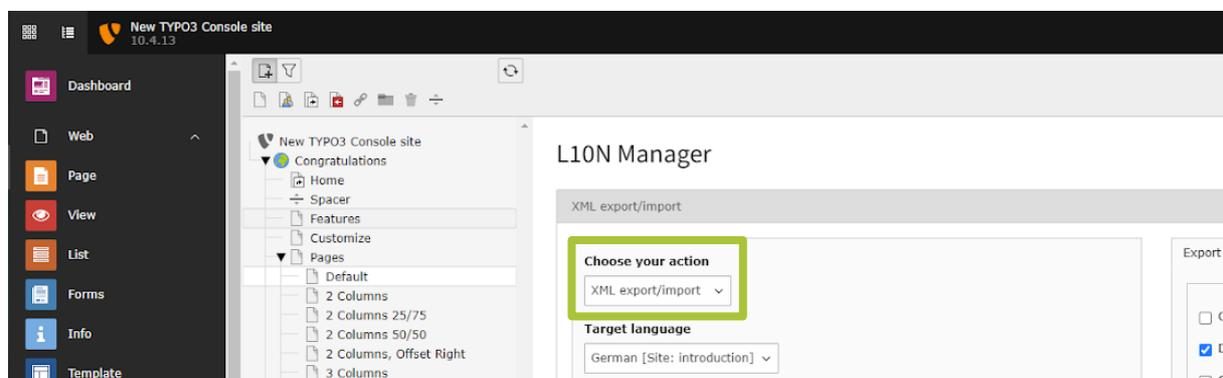 New TYPO3 Console site
10.4.13
Dashboard
Web
Page
View
List
Forms
Info
Template
New TYPO3 Console site
Congratulations
Home
Spacer
Features
Customize
Pages
Default
2 Columns
2 Columns 25/75
2 Columns 50/50
2 Columns, Offset Right
3 Columns
L10N Manager
XML export/import
Choose your action
XML export/import
Target language
German [Site: introduction]
Export